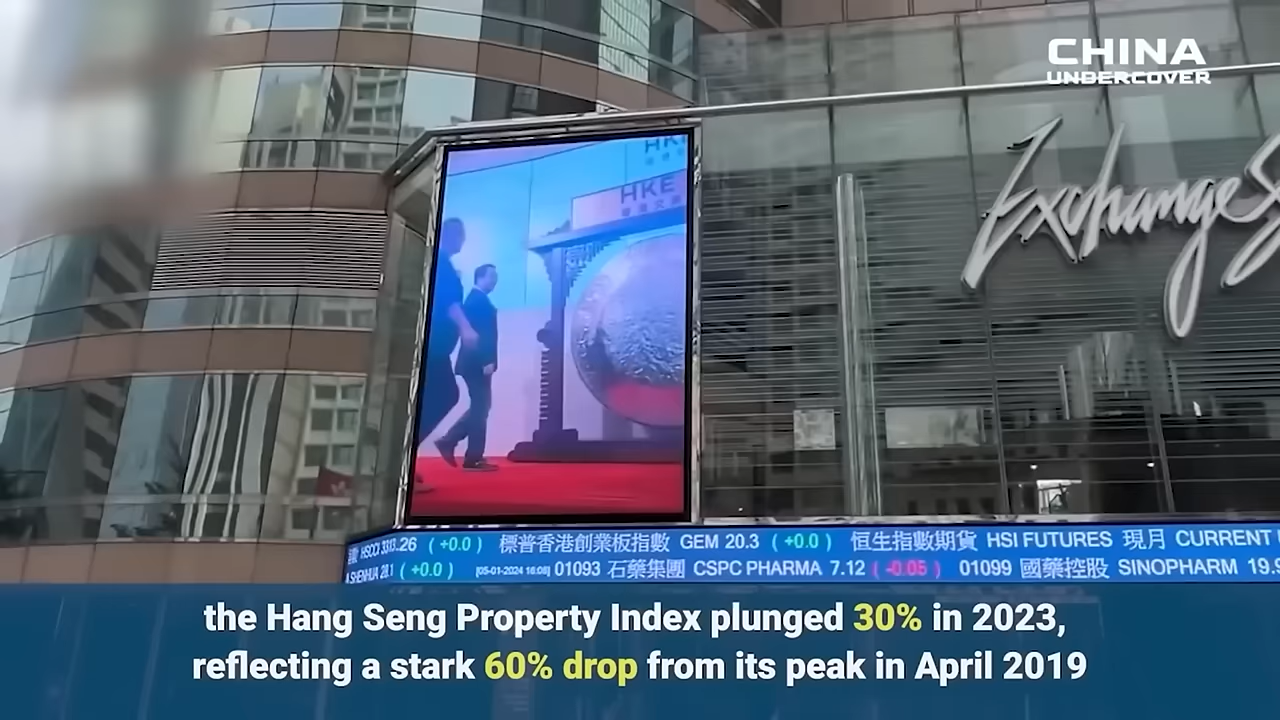 CHINA
UNDERCOVER
HKE
Exchange
HSCCI 3313.26 (+0.0) 標普香港創業板指數 GEM 20.3 (+0.0) 恒生指數期貨 HSI FUTURES 現月 CURRENT
(+0.0) [05-01-2024 16:08] 01093 石藥集團 CSPC PHARMA 7.12 (-0.05) 01099 國藥控股 SINOPHARM 19.9
the Hang Seng Property Index plunged 30% in 2023,
reflecting a stark 60% drop from its peak in April 2019